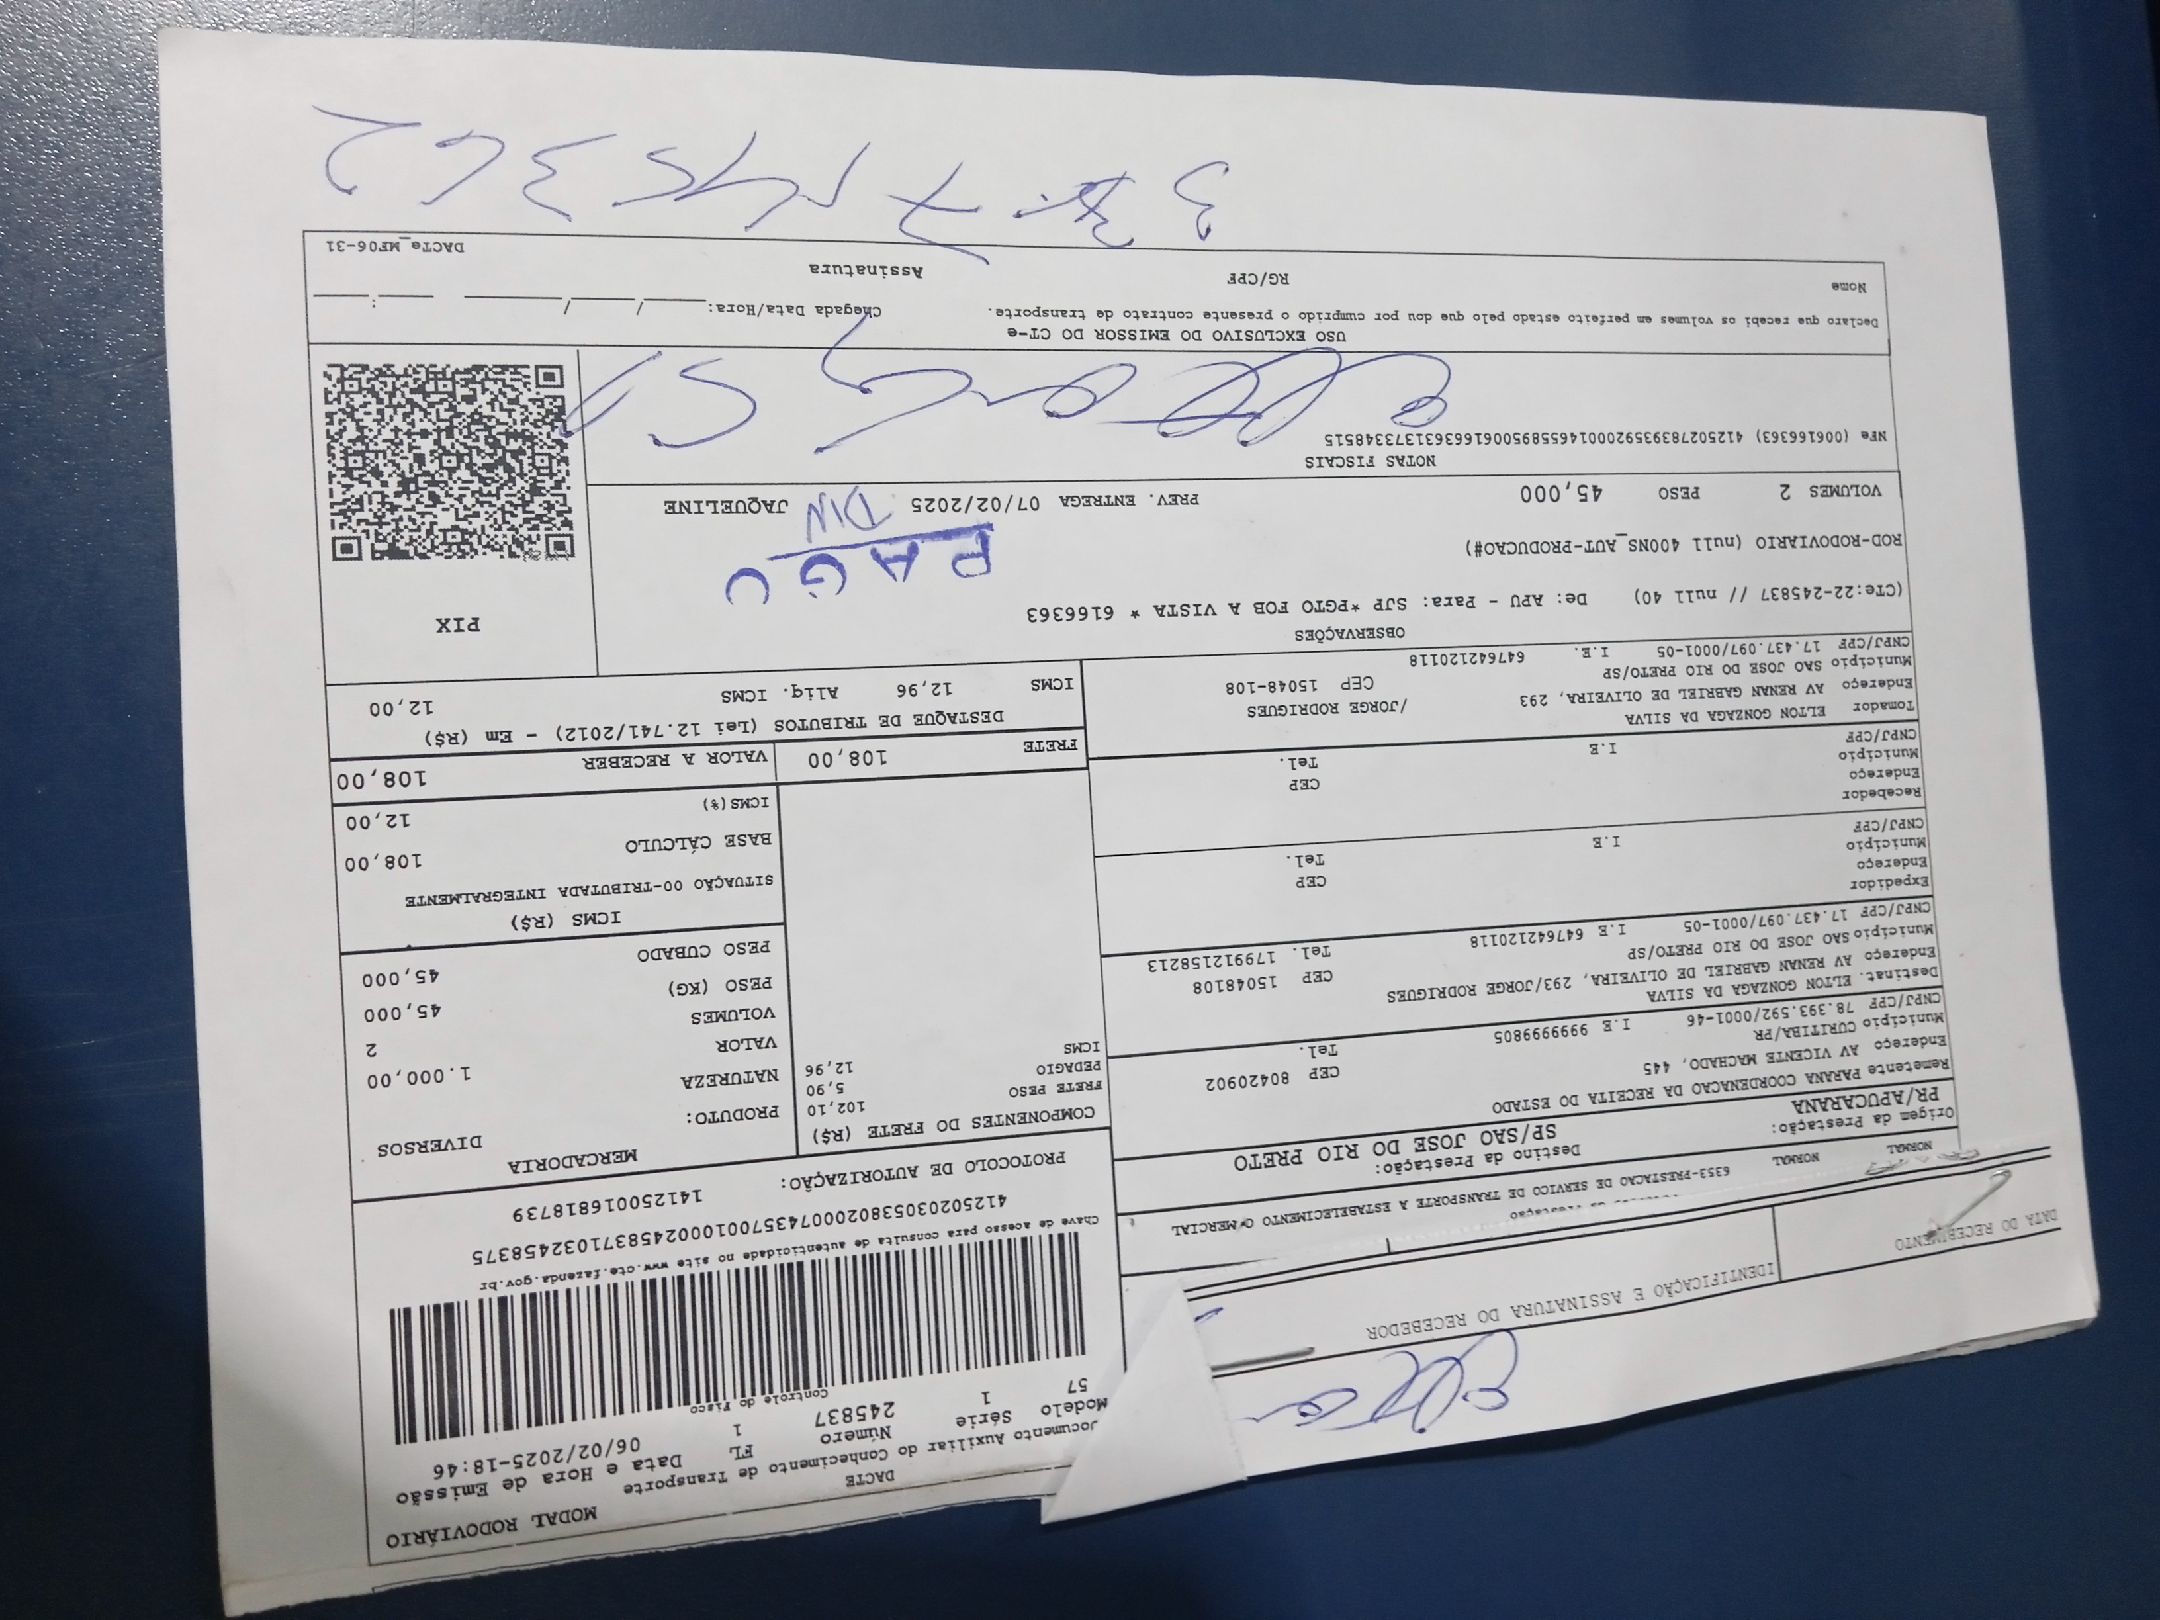 DATA DO RECEBIMENTO
IDENTIFICAÇÃO E ASSINATURA DO RECEBEDOR
MODAL RODOVIÁRIO
DACTE
Documento Auxiliar do Conhecimento de Transporte
Modelo Série Número FL Data e Hora de Emissão
57 1 245837 1 06/02/2025-18:46
Controle do Fisco
Chave de acesso para consulta de autenticidade no site www.cte.fazenda.gov.br
41250203053802000743570010002458371032458375
PROTOCOLO DE AUTORIZAÇÃO: 141250016818739
NORMAL NORMAL
6353-PRESTACAO DE SERVICO DE TRANSPORTE A ESTABELECIMENTO COMERCIAL
Origem da Prestação:
PR/APUCARANA
Destino da Prestação:
SP/SAO JOSE DO RIO PRETO
Remetente PARANA COORDENACAO DA RECEITA DO ESTADO
Endereço AV VICENTE MACHADO, 445 CEP 80420902
Município CURITIBA/PR Tel.
CNPJ/CPF 78.393.592/0001-46 I.E 999999805
Destinat. ELTON GONZAGA DA SILVA
Endereço AV RENAN GABRIEL DE OLIVEIRA, 293/JORGE RODRIGUES CEP 15048108
Município SAO JOSE DO RIO PRETO/SP Tel. 179912158213
CNPJ/CPF 17.437.097/0001-05 I.E 647642120118
Expedidor
Endereço CEP
Município Tel.
CNPJ/CPF I.E
Recebedor
Endereço CEP
Município Tel.
CNPJ/CPF I.E
Tomador ELTON GONZAGA DA SILVA
Endereço AV RENAN GABRIEL DE OLIVEIRA, 293 /JORGE RODRIGUES
Município SAO JOSE DO RIO PRETO/SP CEP 15048-108
CNPJ/CPF 17.437.097/0001-05 I.E. 647642120118
COMPONENTES DO FRETE (R$)
FRETE PESO 102,10
PEDAGIO 5,90
ICMS 12,96
MERCADORIA
PRODUTO: DIVERSOS
NATUREZA
VALOR 1.000,00
VOLUMES 2
PESO (KG) 45,000
PESO CUBADO 45,000
ICMS (R$)
SITUAÇÃO 00-TRIBUTADA INTEGRALMENTE
BASE CÁLCULO 108,00
ICMS(%) 12,00
FRETE 108,00 VALOR A RECEBER 108,00
DESTAQUE DE TRIBUTOS (Lei 12.741/2012) - Em (R$)
ICMS 12,96 Aliq. ICMS 12,00
OBSERVAÇÕES
(CTe:22-245837 // null 40) De: APU - Para: SJP *PGTO FOB A VISTA * 6166363
ROD-RODOVIARIO (null 400NS_AUT-PRODUCAO#)
PAGO
DIN
VOLUMES 2 PESO 45,000 PREV. ENTREGA 07/02/2025 JAQUELINE
PIX
NOTAS FISCAIS
NFe (006166363) 41250278393592000146558950061663631373348515
USO EXCLUSIVO DO EMISSOR DO CT-e
Declaro que recebi os volumes em perfeito estado pelo que dou por cumprido o presente contrato de transporte. Chegada Data/Hora: ____/____/______ ____:____
Nome RG/CPF Assinatura
DACTe_MF06-31